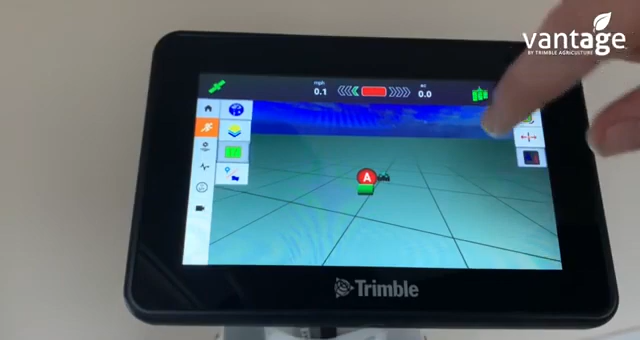 vantage
BY TRIMBLE AGRICULTURE
mph
0.1
ac
0.0
A
Trimble